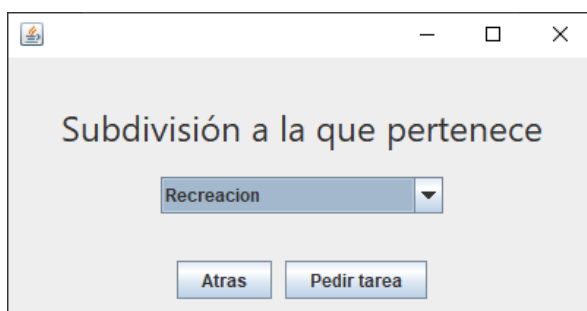 Subdivisión a la que pertenece
Recreacion
Atras Pedir tarea